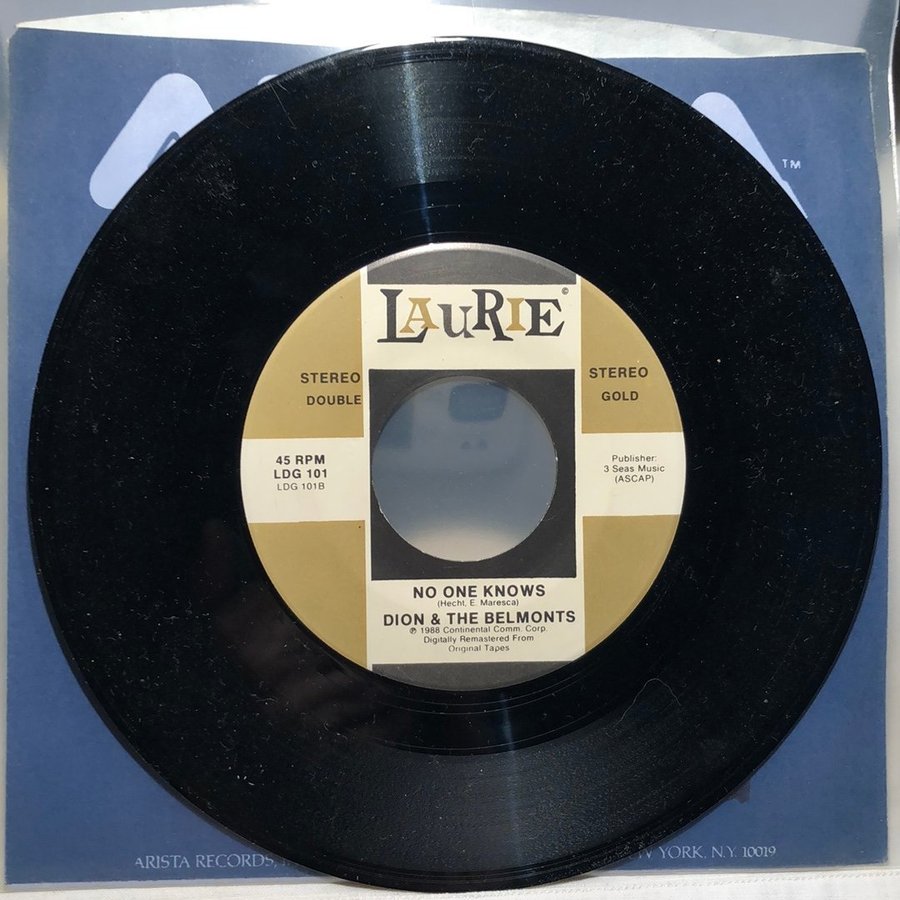 LAURIE©
STEREO
DOUBLE
STEREO
GOLD
45 RPM
LDG 101
LDG 101B
Publisher:
3 Seas Music
(ASCAP)
NO ONE KNOWS
(Hecht, E. Maresca)
DION & THE BELMONTS
℗ 1988 Continental Comm. Corp.
Digitally Remastered From
Original Tapes
TM
ARISTA RECORDS, YORK, N.Y. 10019